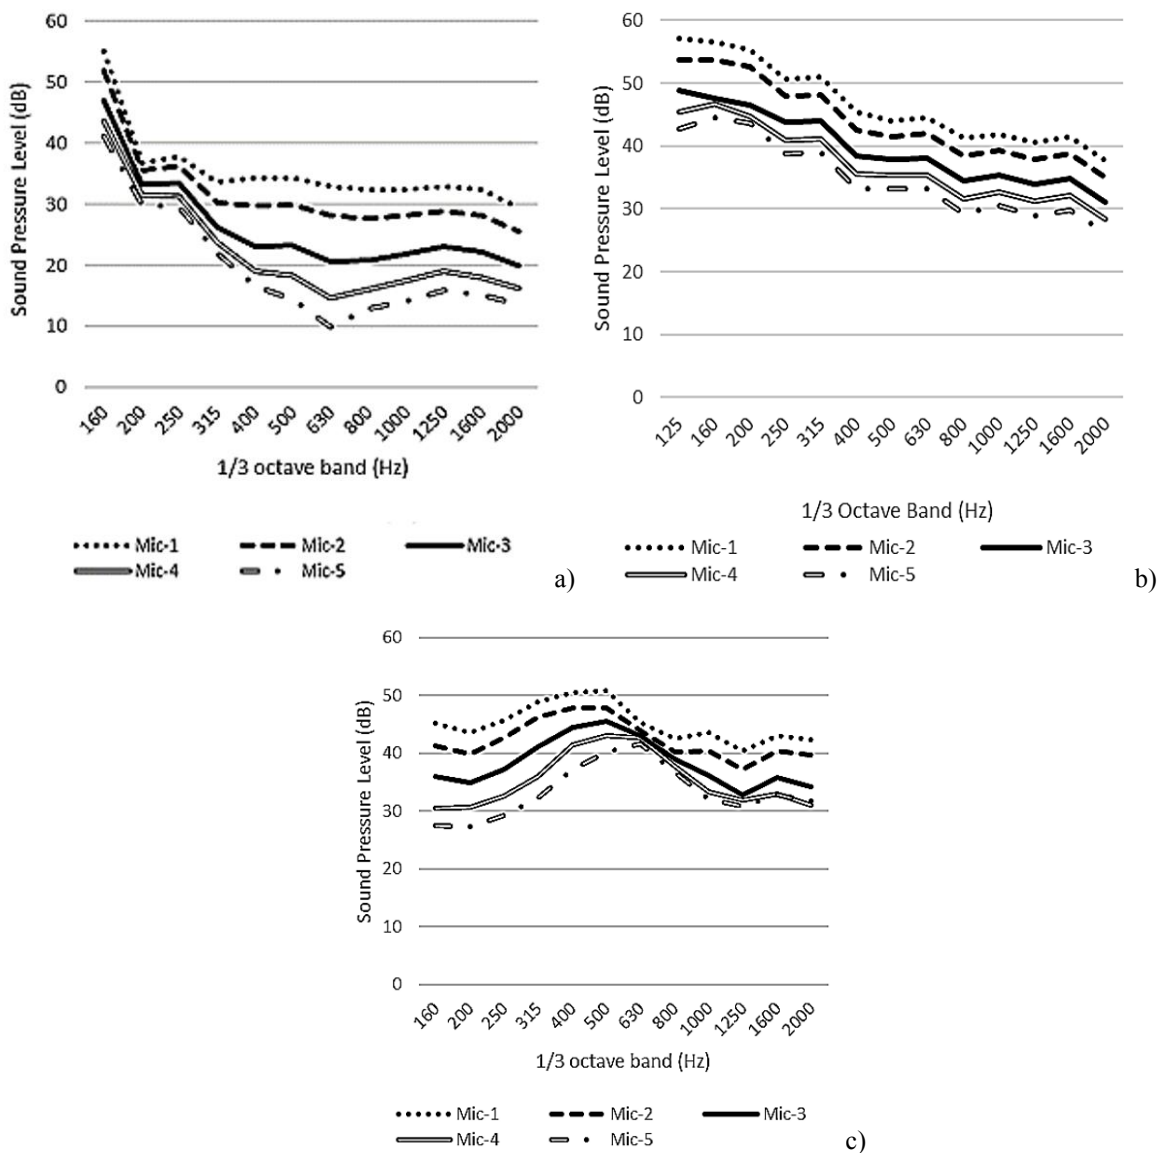 60
50
40
30
20
10
0
Sound Pressure Level (dB)
160 200 250 315 400 500 630 800 1000 1250 1600 2000
1/3 octave band (Hz)
Mic-1 Mic-2 Mic-3
Mic-4 Mic-5
a)
60
50
40
30
20
10
0
Sound Pressure Level (dB)
125 160 200 250 315 400 500 630 800 1000 1250 1600 2000
1/3 Octave Band (Hz)
Mic-1 Mic-2 Mic-3
Mic-4 Mic-5
b)
60
50
40
30
20
10
0
Sound Pressure Level (dB)
160 200 250 315 400 500 630 800 1000 1250 1600 2000
1/3 octave band (Hz)
Mic-1 Mic-2 Mic-3
Mic-4 Mic-5
c)